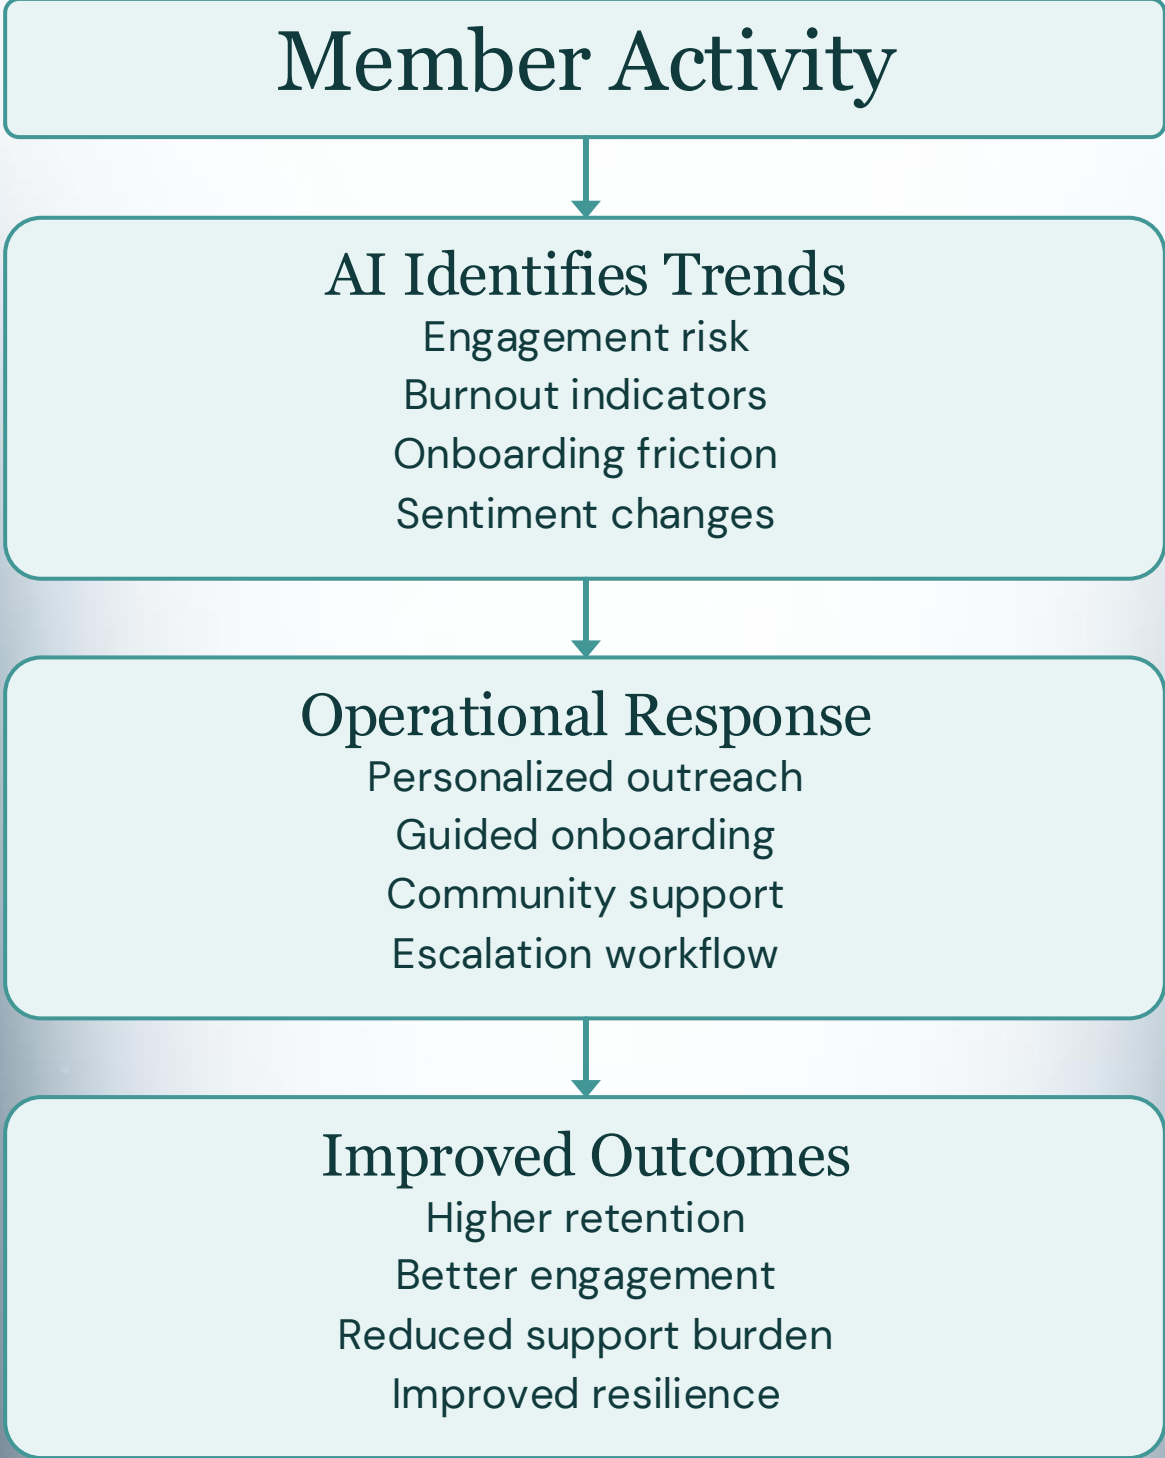 Member Activity
AI Identifies Trends
Engagement risk
Burnout indicators
Onboarding friction
Sentiment changes
Operational Response
Personalized outreach
Guided onboarding
Community support
Escalation workflow
Improved Outcomes
Higher retention
Better engagement
Reduced support burden
Improved resilience